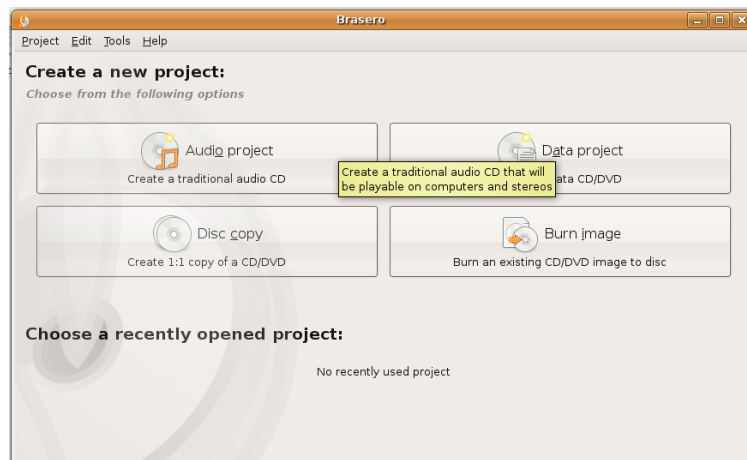 Brasero
Project Edit Tools Help
Create a new project:
Choose from the following options
Audio project
Create a traditional audio CD
Data project
ata CD/DVD
Create a traditional audio CD that will
be playable on computers and stereos
Disc copy
Create 1:1 copy of a CD/DVD
Burn image
Burn an existing CD/DVD image to disc
Choose a recently opened project:
No recently used project